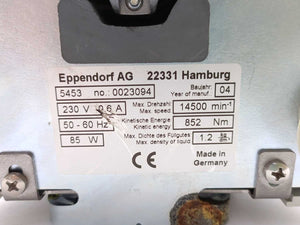 Eppendorf AG 22331 Hamburg
5453 no.: 0023094 Baujahr: Year of manuf. 04
230 V 0.6 A Max. Drehzahl: Max. speed 14500 min⁻¹
50 - 60 Hz Kinetische Energie Kinetic energy 852 Nm
85 W Max. Dichte des Füllgutes: Max. density of liquid: 1.2
CE
Made in
Germany